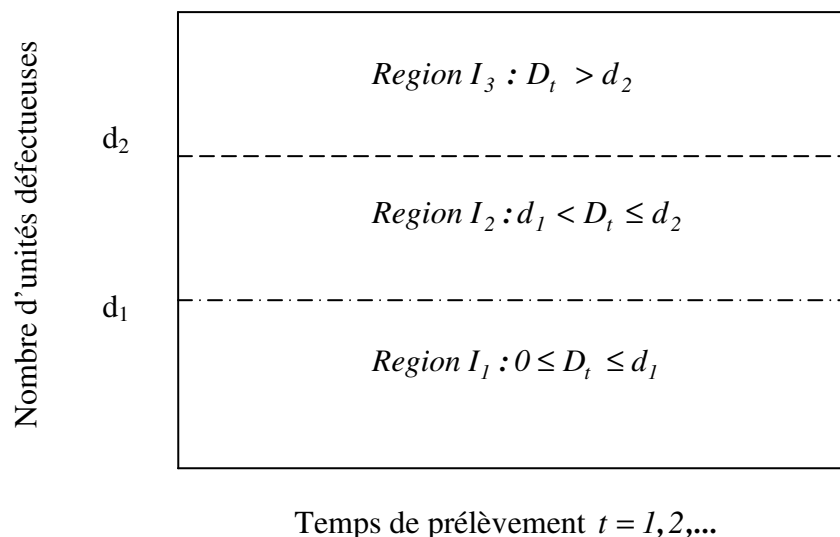 Nombre d'unités défectueuses
Region I₃ : Dₜ > d₂
d₂
Region I₂ : d₁ < Dₜ ≤ d₂
d₁
Region I₁ : 0 ≤ Dₜ ≤ d₁
Temps de prélèvement t = 1, 2,...